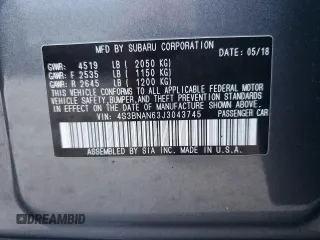 MFD. BY SUBARU CORPORATION
GVWR: 4519 LB ( 2050 KG) DATE: 05/18
GAWR: F 2535 LB ( 1150 KG)
GAWR: R 2645 LB ( 1200 KG)
THIS VEHICLE CONFORMS TO ALL APPLICABLE FEDERAL MOTOR
VEHICLE SAFETY, BUMPER, AND THEFT PREVENTION STANDARDS
IN EFFECT ON THE DATE OF MANUFACTURE SHOWN ABOVE.
VIN: 4S3BNAN63J3043745 PASSENGER CAR
ASSEMBLED BY SIA INC. IN U.S.A.
DREAMBID